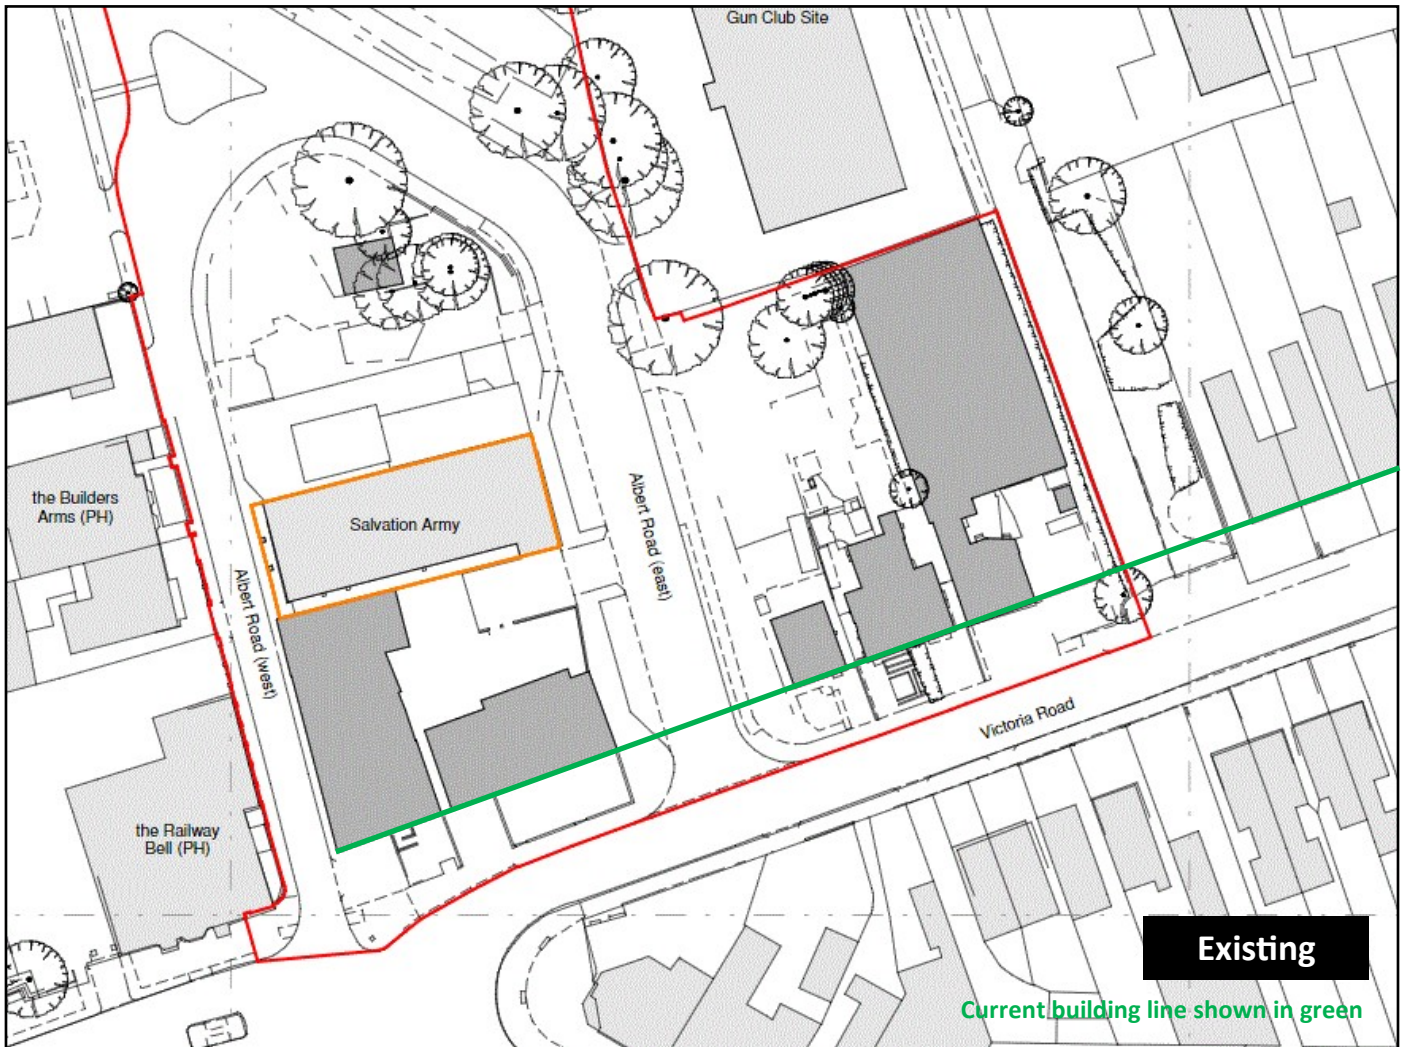 Gun Club Site
the Builders
Arms (PH)
Salvation Army
Albert Road (east)
Albert Road (west)
Victoria Road
the Railway
Bell (PH)
Existing
Current building line shown in green